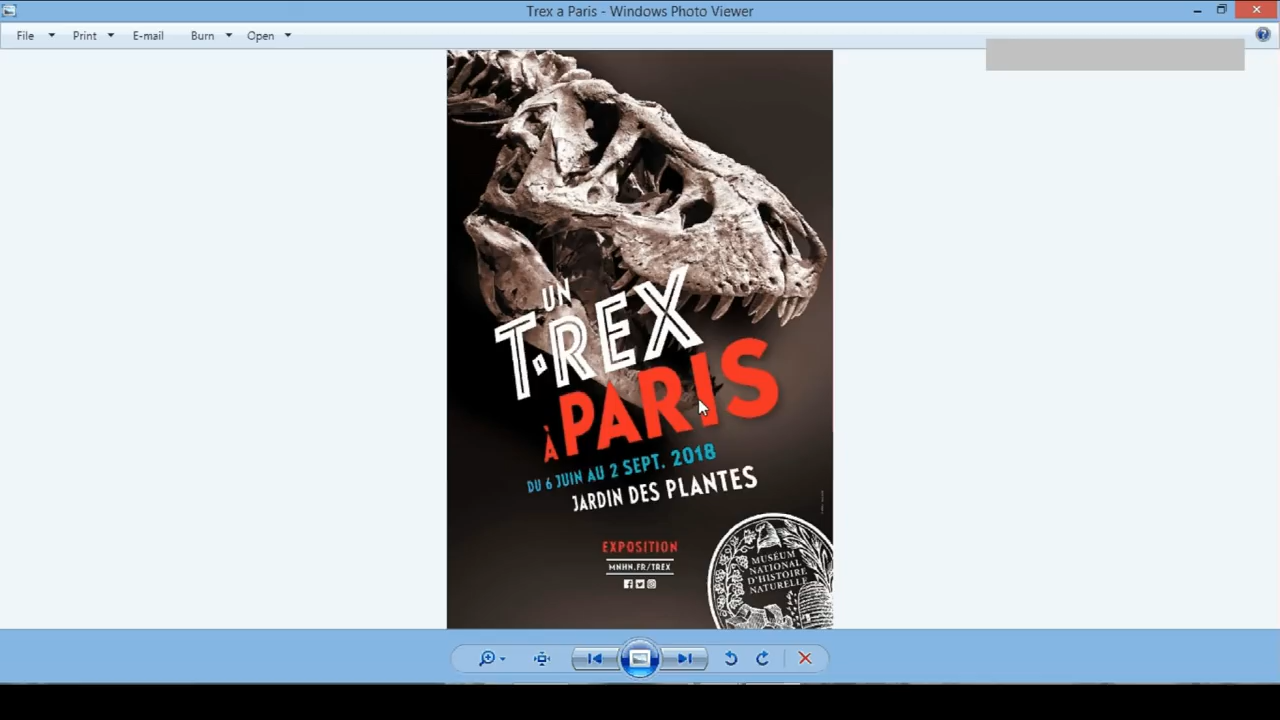 Trex a Paris - Windows Photo Viewer
File Print E-mail Burn Open
UN
T·REX
À PARIS
DU 6 JUIN AU 2 SEPT. 2018
JARDIN DES PLANTES
EXPOSITION
MNHN.FR/TREX
MUSÉUM
NATIONAL
D'HISTOIRE
NATURELLE